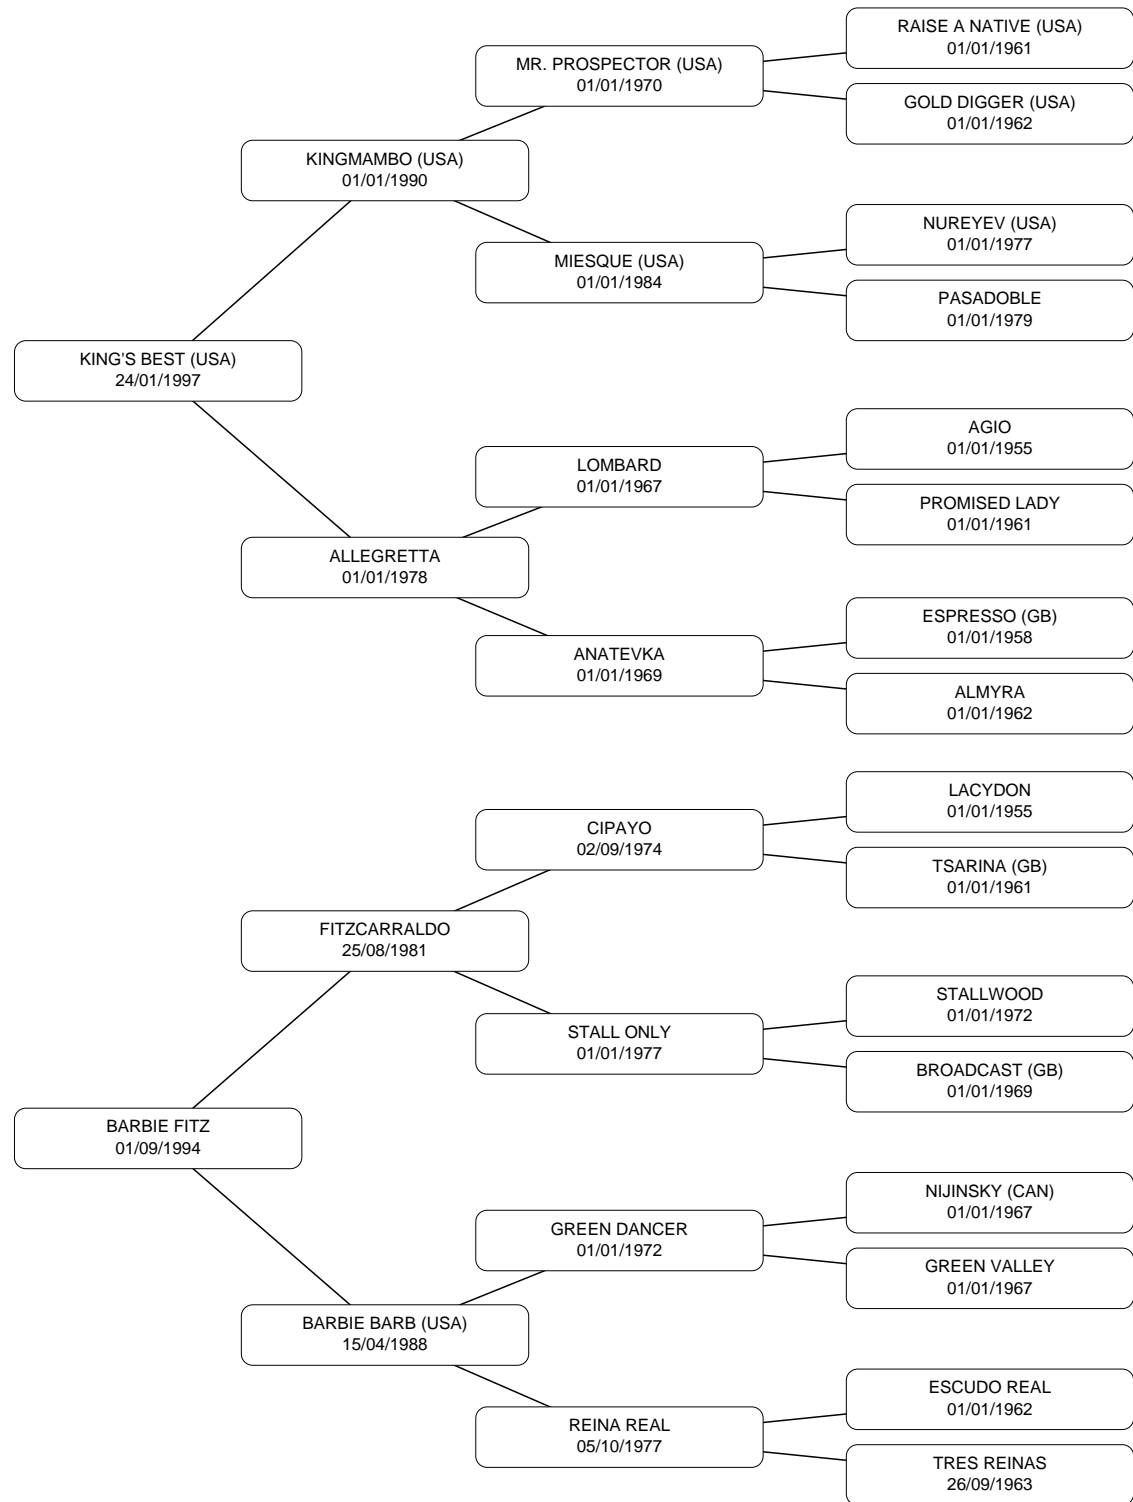 RAISE A NATIVE (USA)
01/01/1961
MR. PROSPECTOR (USA)
01/01/1970
GOLD DIGGER (USA)
01/01/1962
KINGMAMBO (USA)
01/01/1990
NUREYEV (USA)
01/01/1977
MIESQUE (USA)
01/01/1984
PASADOBLE
01/01/1979
KING'S BEST (USA)
24/01/1997
AGIO
01/01/1955
LOMBARD
01/01/1967
PROMISED LADY
01/01/1961
ALLEGRETTA
01/01/1978
ESPRESSO (GB)
01/01/1958
ANATEVKA
01/01/1969
ALMYRA
01/01/1962
LACYDON
01/01/1955
CIPAYO
02/09/1974
TSARINA (GB)
01/01/1961
FITZCARRALDO
25/08/1981
STALLWOOD
01/01/1972
STALL ONLY
01/01/1977
BROADCAST (GB)
01/01/1969
BARBIE FITZ
01/09/1994
NIJINSKY (CAN)
01/01/1967
GREEN DANCER
01/01/1972
GREEN VALLEY
01/01/1967
BARBIE BARB (USA)
15/04/1988
ESCUDO REAL
01/01/1962
REINA REAL
05/10/1977
TRES REINAS
26/09/1963